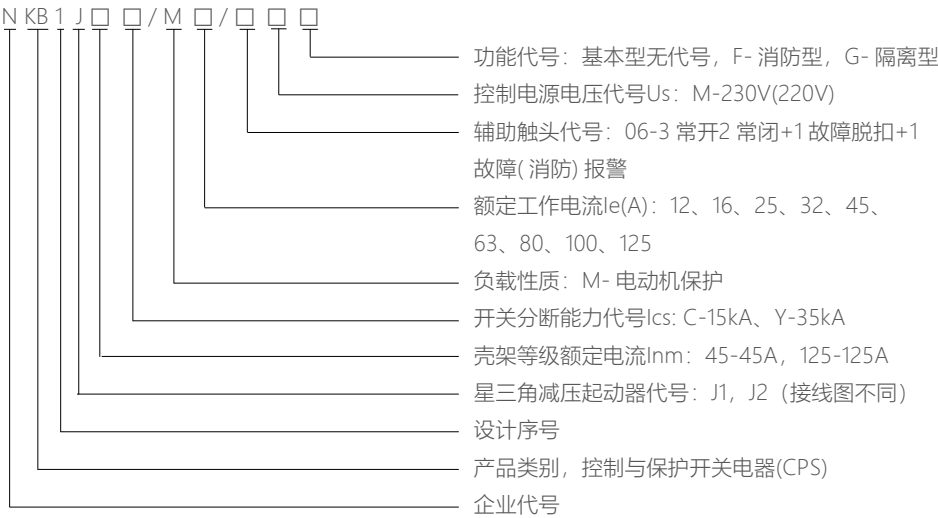 N KB 1 J □ □ / M □ / □ □ □
功能代号：基本型无代号，F- 消防型，G- 隔离型
控制电源电压代号Us：M-230V(220V)
辅助触头代号：06-3 常开2 常闭+1 故障脱扣+1
故障( 消防) 报警
额定工作电流Ie(A)：12、16、25、32、45、
63、80、100、125
负载性质：M- 电动机保护
开关分断能力代号Ics: C-15kA、Y-35kA
壳架等级额定电流Inm：45-45A，125-125A
星三角减压起动器代号：J1，J2（接线图不同）
设计序号
产品类别，控制与保护开关电器(CPS)
企业代号